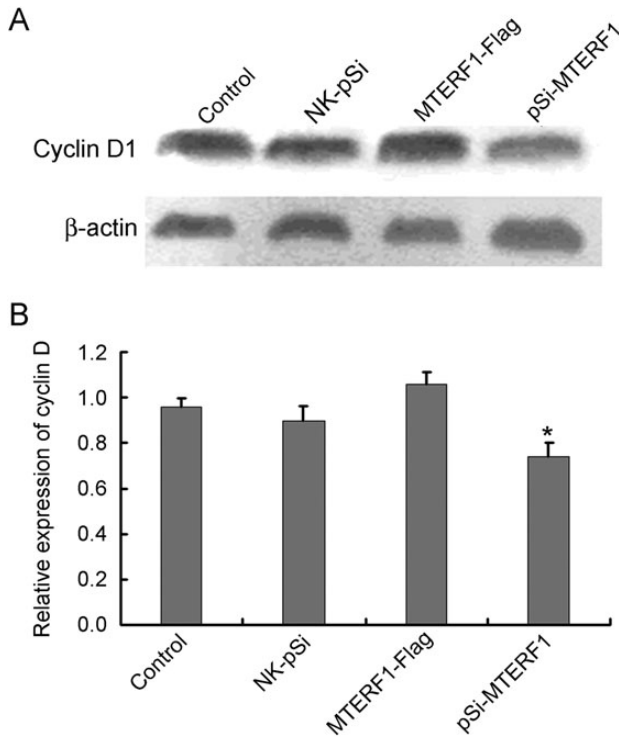 A
Control NK-pSi MTERF1-Flag pSi-MTERF1
Cyclin D1
β-actin
B
Relative expression of cyclin D
1.2
1.0
0.8
*
0.6
0.4
0.2
0.0
Control NK-pSi MTERF1-Flag pSi-MTERF1